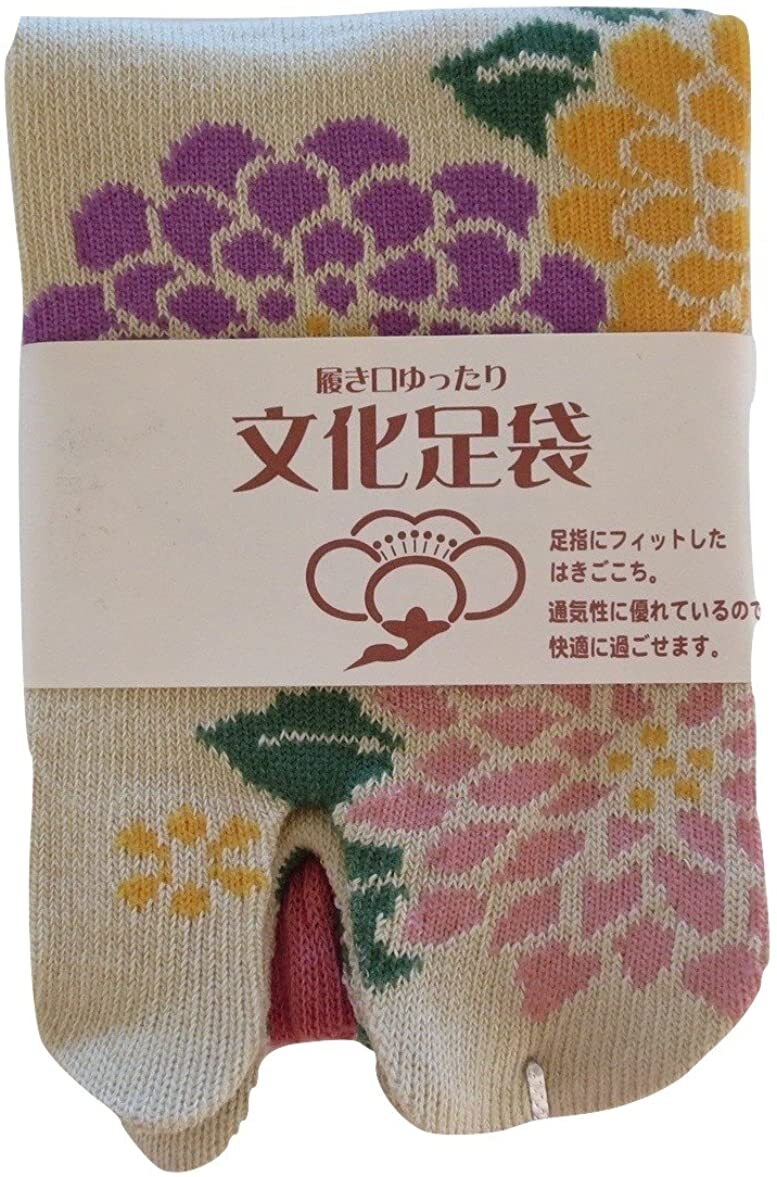 履き口ゆったり
文化足袋
足指にフィットした
はきごこち。
通気性に優れているので
快適に過ごせます。